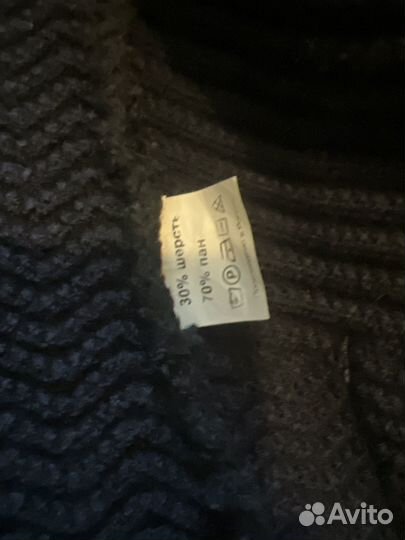 30% шерсть
70% пан
P
Avito